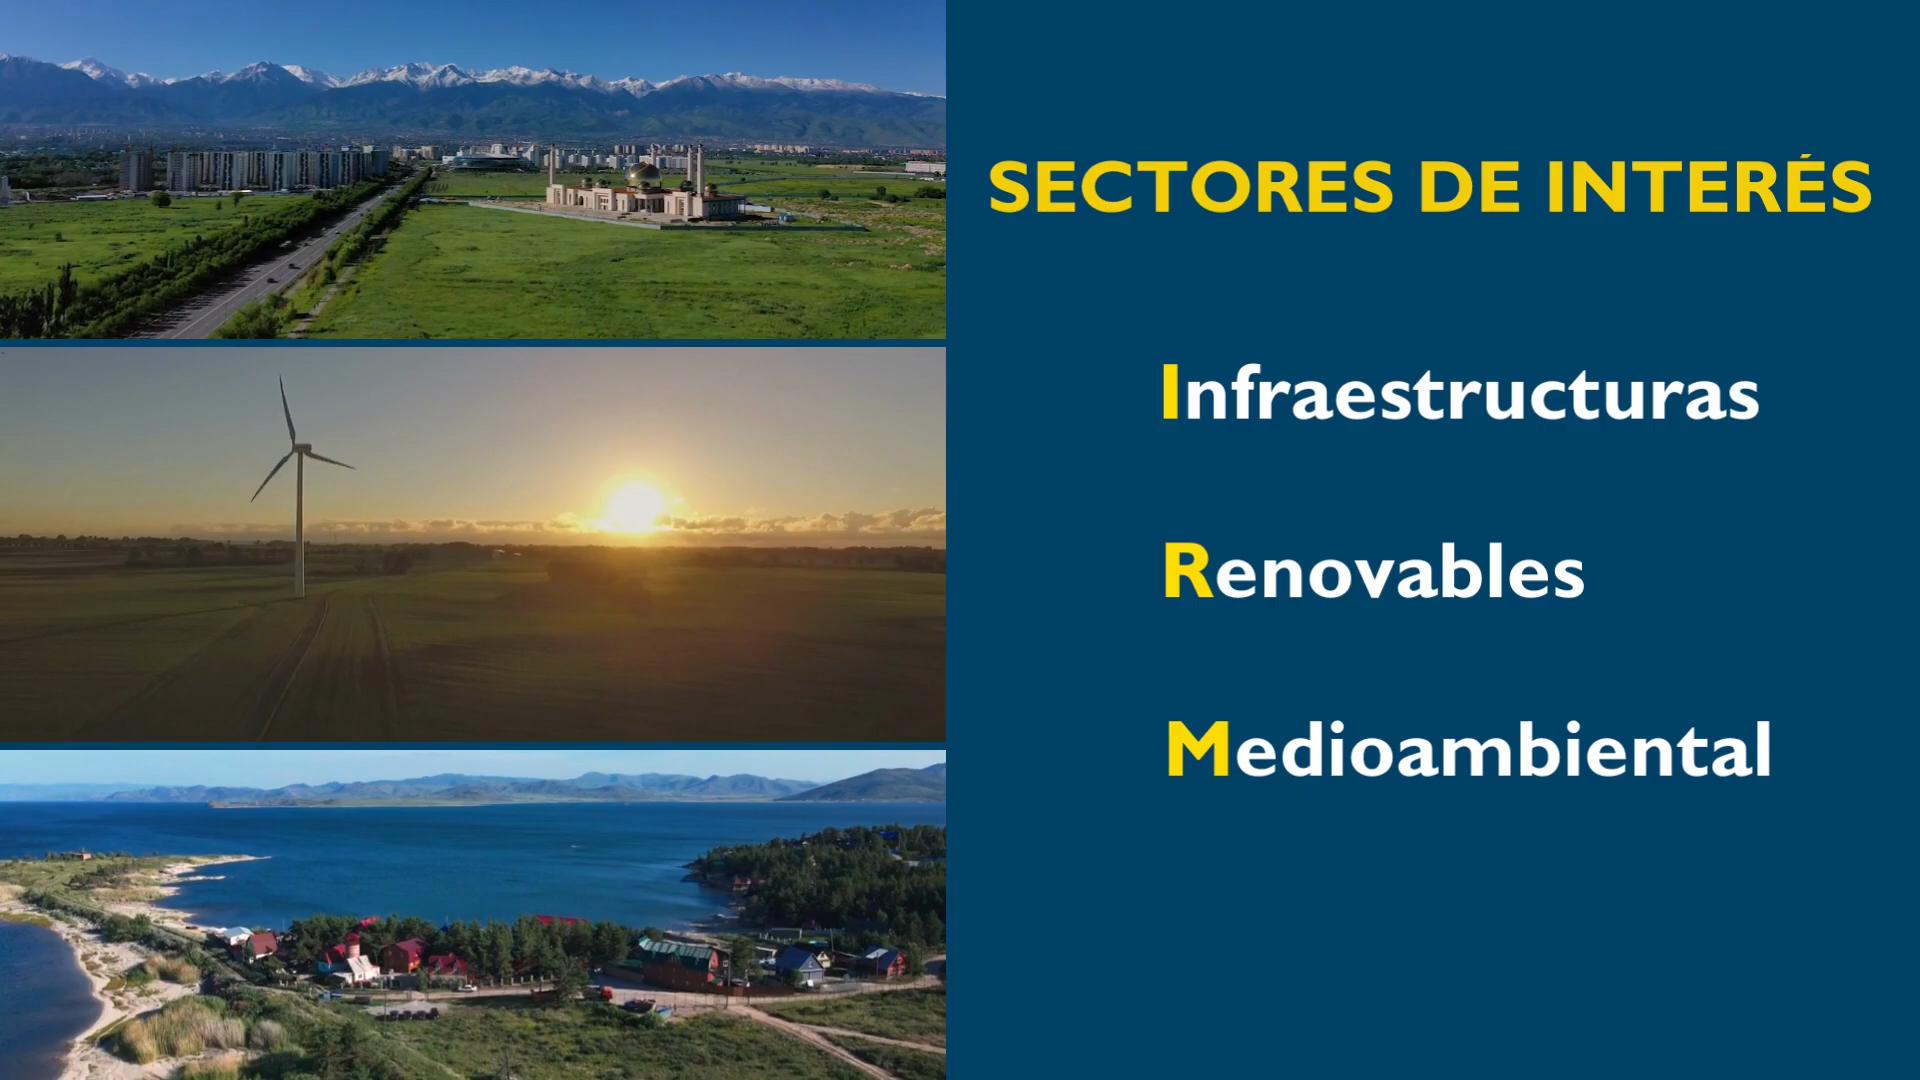 SECTORES DE INTERÉS
Infraestructuras
Renovables
Medioambiental